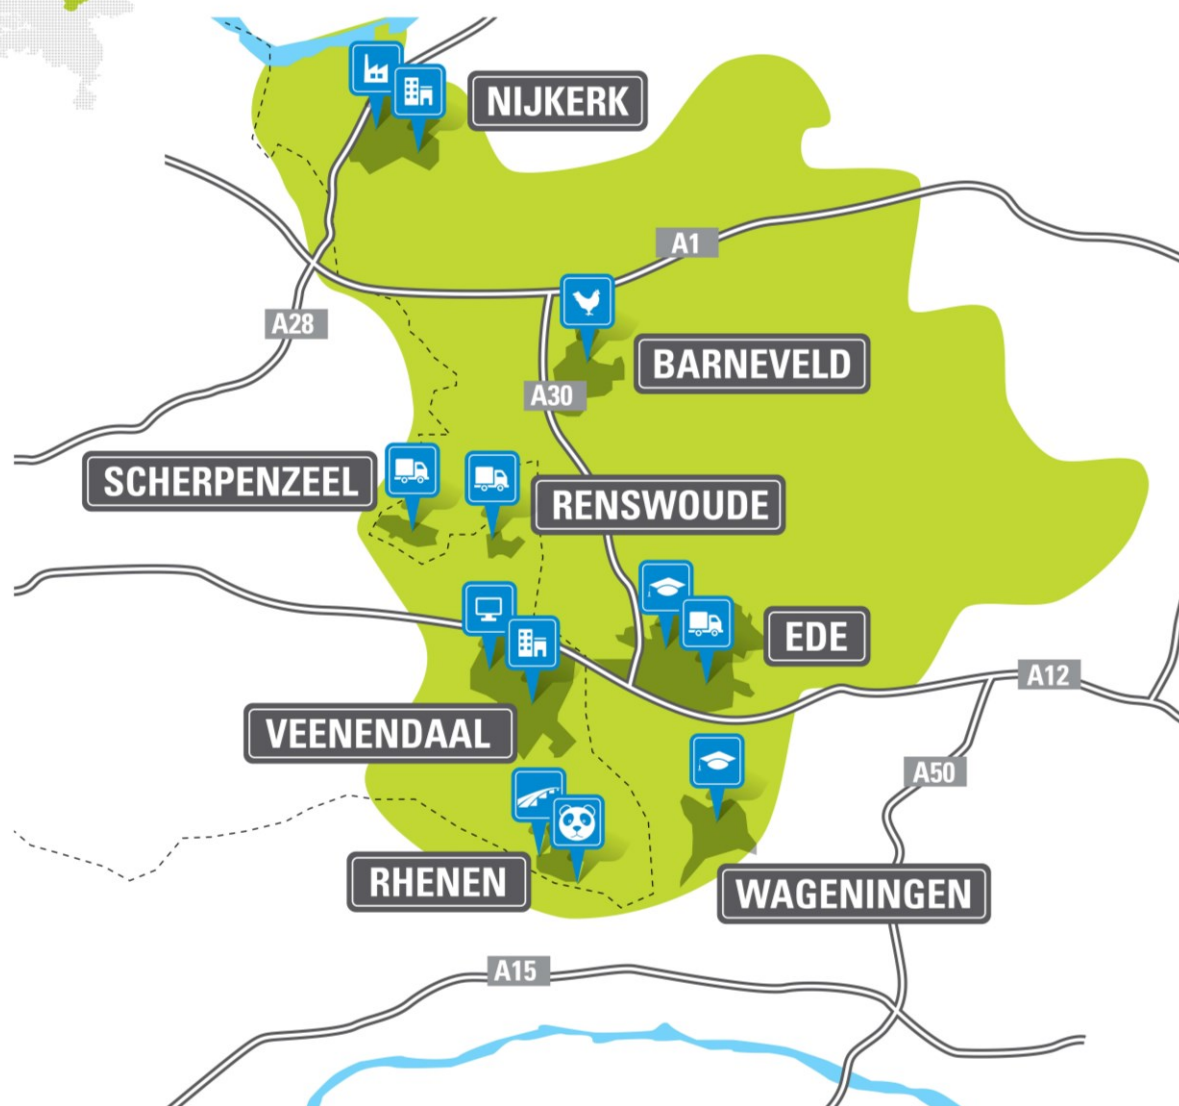 NIJKERK
A1
A28
BARNEVELD
A30
SCHERPENZEEL
RENSWOUDE
EDE
A12
VEENENDAAL
A50
RHENEN
WAGENINGEN
A15